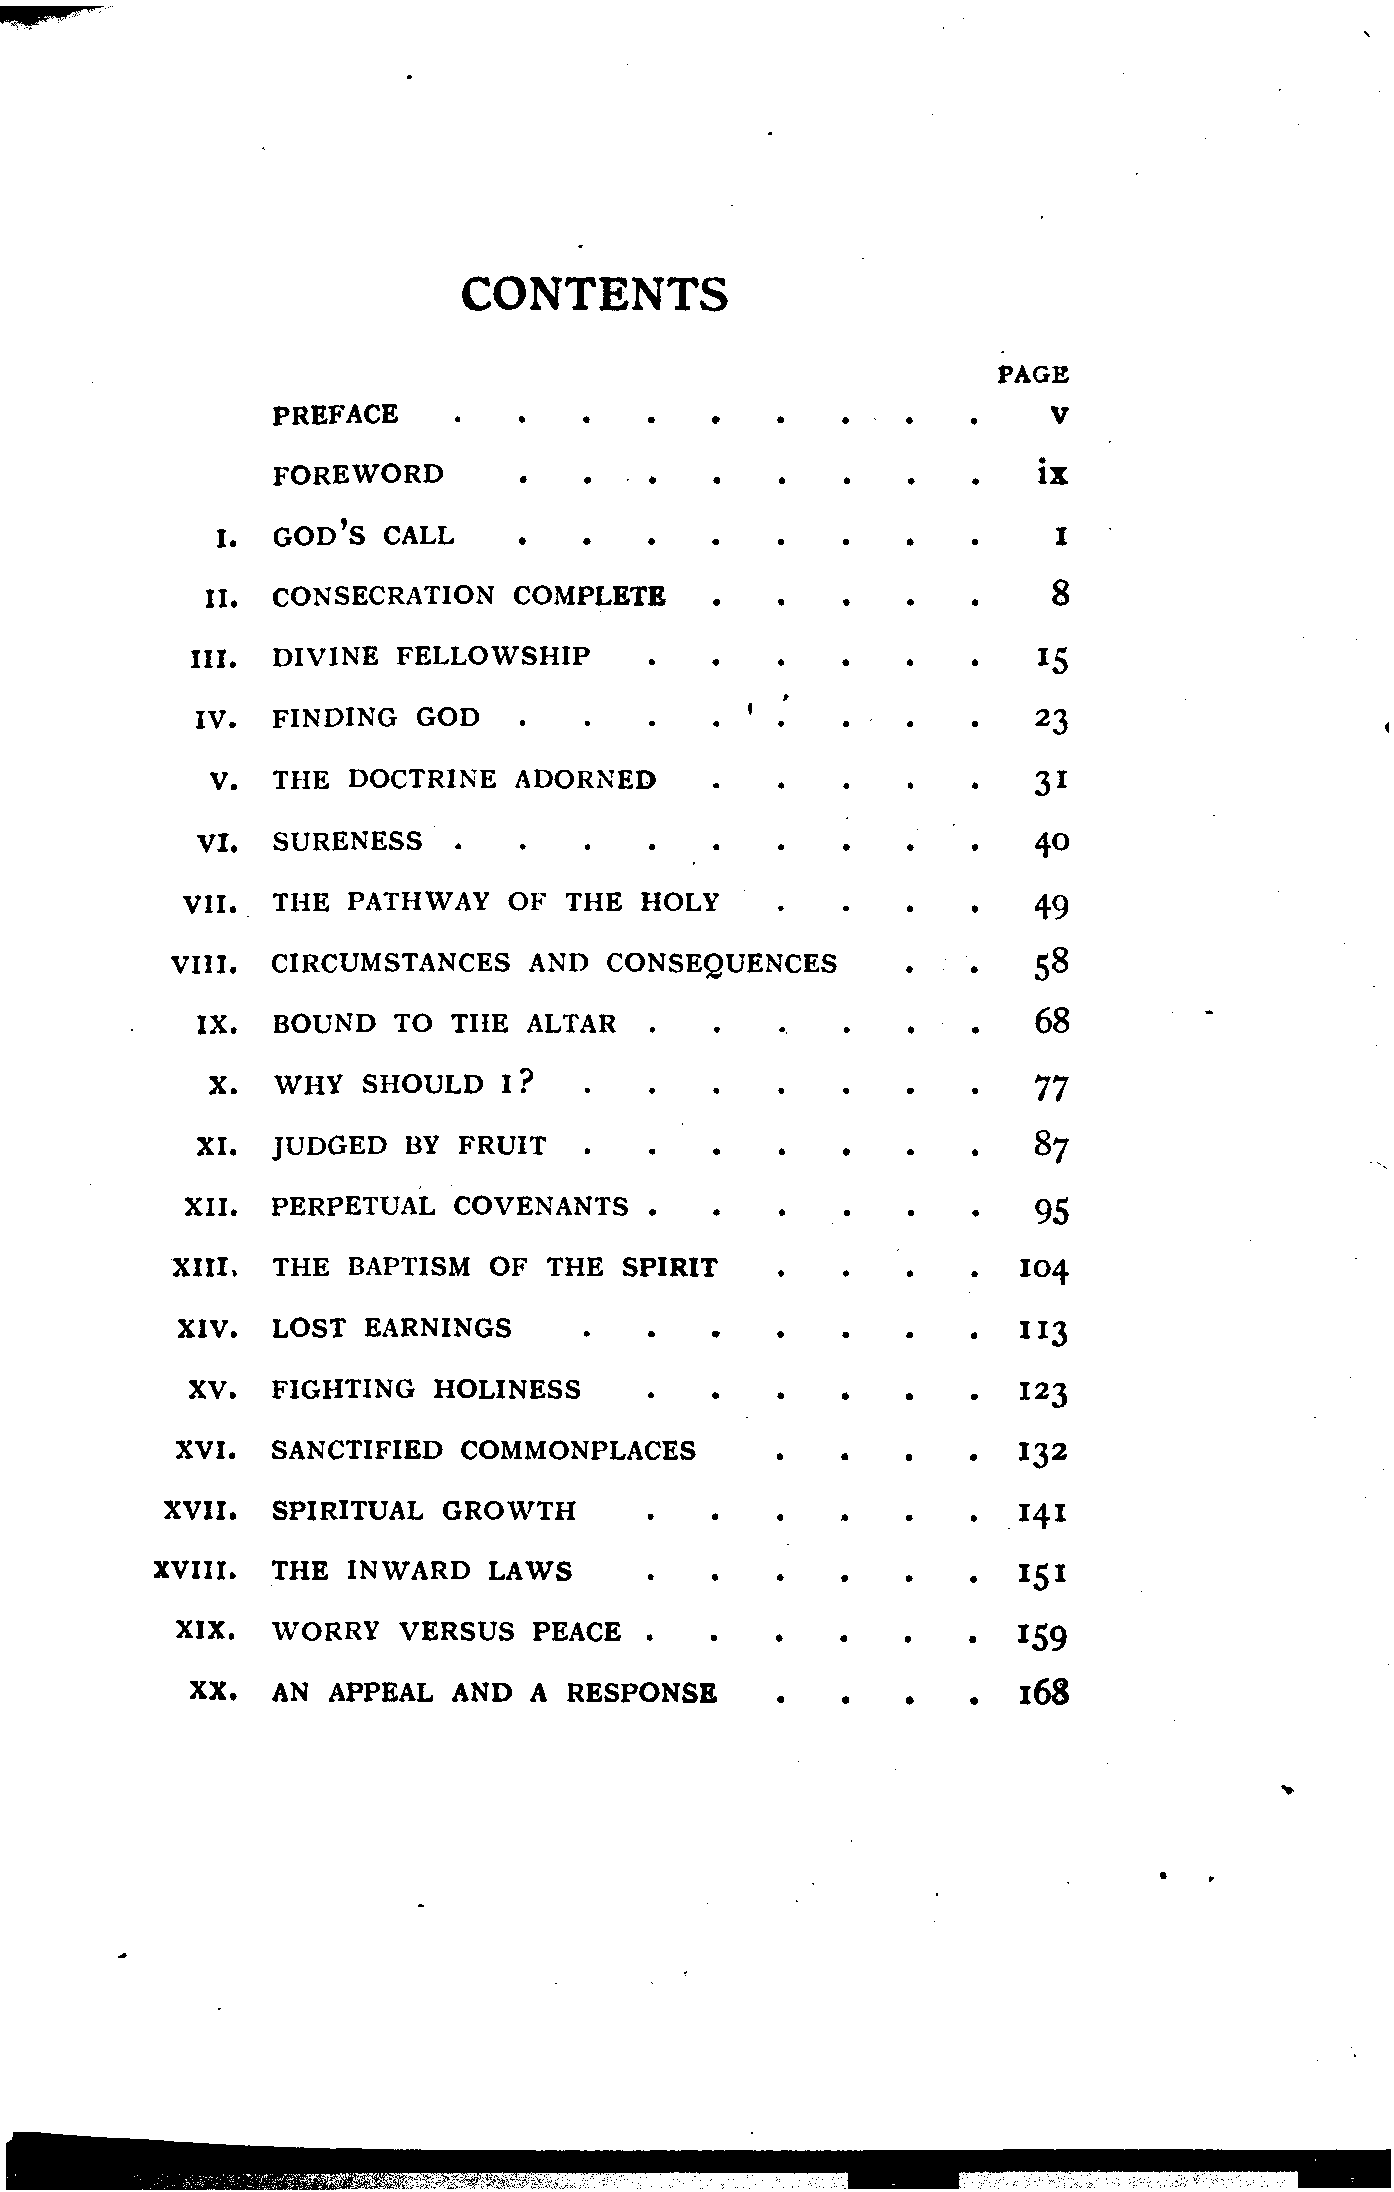 CONTENTS
PAGE
PREFACE . . . . . . . . . v
FOREWORD . . . . . . . . ix
I. GOD'S CALL . . . . . . . . 1
II. CONSECRATION COMPLETE . . . . . 8
III. DIVINE FELLOWSHIP . . . . . . 15
IV. FINDING GOD . . . . . . . . 23
V. THE DOCTRINE ADORNED . . . . . 31
VI. SURENESS . . . . . . . . . 40
VII. THE PATHWAY OF THE HOLY . . . . 49
VIII. CIRCUMSTANCES AND CONSEQUENCES . . 58
IX. BOUND TO THE ALTAR . . . . . . 68
X. WHY SHOULD I? . . . . . . . 77
XI. JUDGED BY FRUIT . . . . . . . 87
XII. PERPETUAL COVENANTS . . . . . . 95
XIII. THE BAPTISM OF THE SPIRIT . . . . 104
XIV. LOST EARNINGS . . . . . . . 113
XV. FIGHTING HOLINESS . . . . . . 123
XVI. SANCTIFIED COMMONPLACES . . . . 132
XVII. SPIRITUAL GROWTH . . . . . . 141
XVIII. THE INWARD LAWS . . . . . . 151
XIX. WORRY VERSUS PEACE . . . . . . 159
XX. AN APPEAL AND A RESPONSE . . . . 168